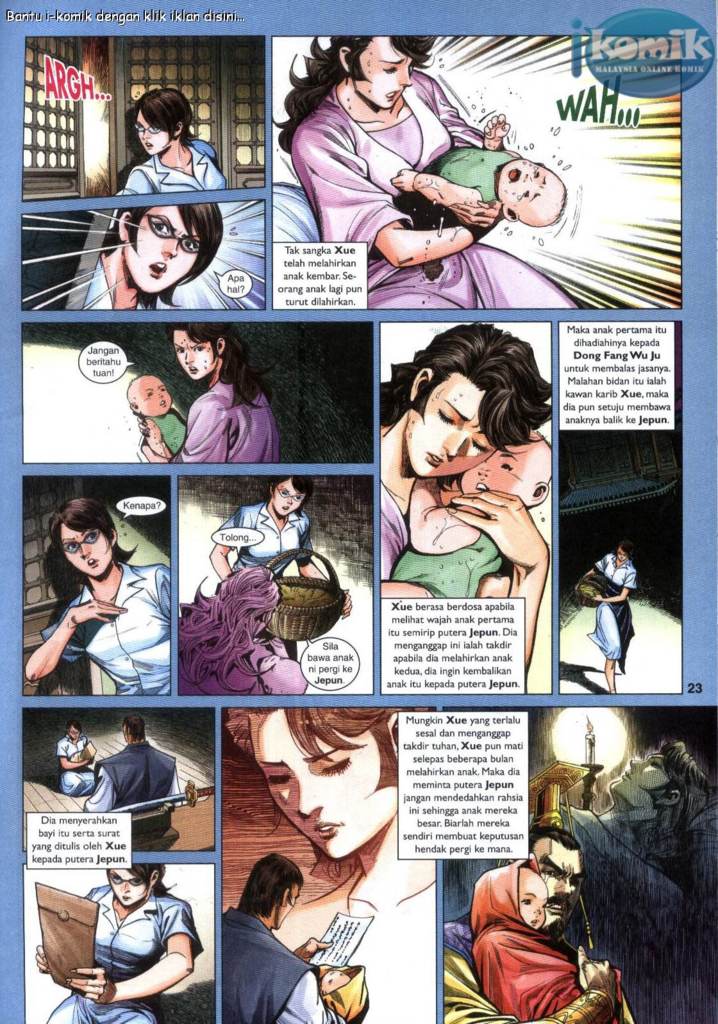 Bantu i-komik dengan klik iklan disini...
ikomik
MALAYSIA ONLINE KOMIK
ARGH...
WAH...
Apa
hal?
Tak sangka Xue
telah melahirkan
anak kembar. Se-
orang anak lagi pun
turut dilahirkan.
Jangan
beritahu
tuan!
Xue berasa berdosa apabila
melihat wajah anak pertama
itu semirip putera Jepun. Dia
menganggap ini ialah takdir
apabila dia melahirkan anak
kedua, dia ingin kembalikan
anak itu kepada putera Jepun.
Maka anak pertama itu
dihadiahinya kepada
Dong Fang Wu Ju
untuk membalas jasanya.
Malahan bidan itu ialah
kawan karib Xue, maka
dia pun setuju membawa
anaknya balik ke Jepun.
Kenapa?
Tolong...
Sila
bawa anak
ni pergi ke
Jepun.
23
Dia menyerahkan
bayi itu serta surat
yang ditulis oleh Xue
kepada putera Jepun.
Mungkin Xue yang terlalu
sesal dan menganggap
takdir tuhan, Xue pun mati
selepas beberapa bulan
melahirkan anak. Maka dia
meminta putera Jepun
jangan mendedahkan rahsia
ini sehingga anak mereka
besar. Biarlah mereka
sendiri membuat keputusan
hendak pergi ke mana.